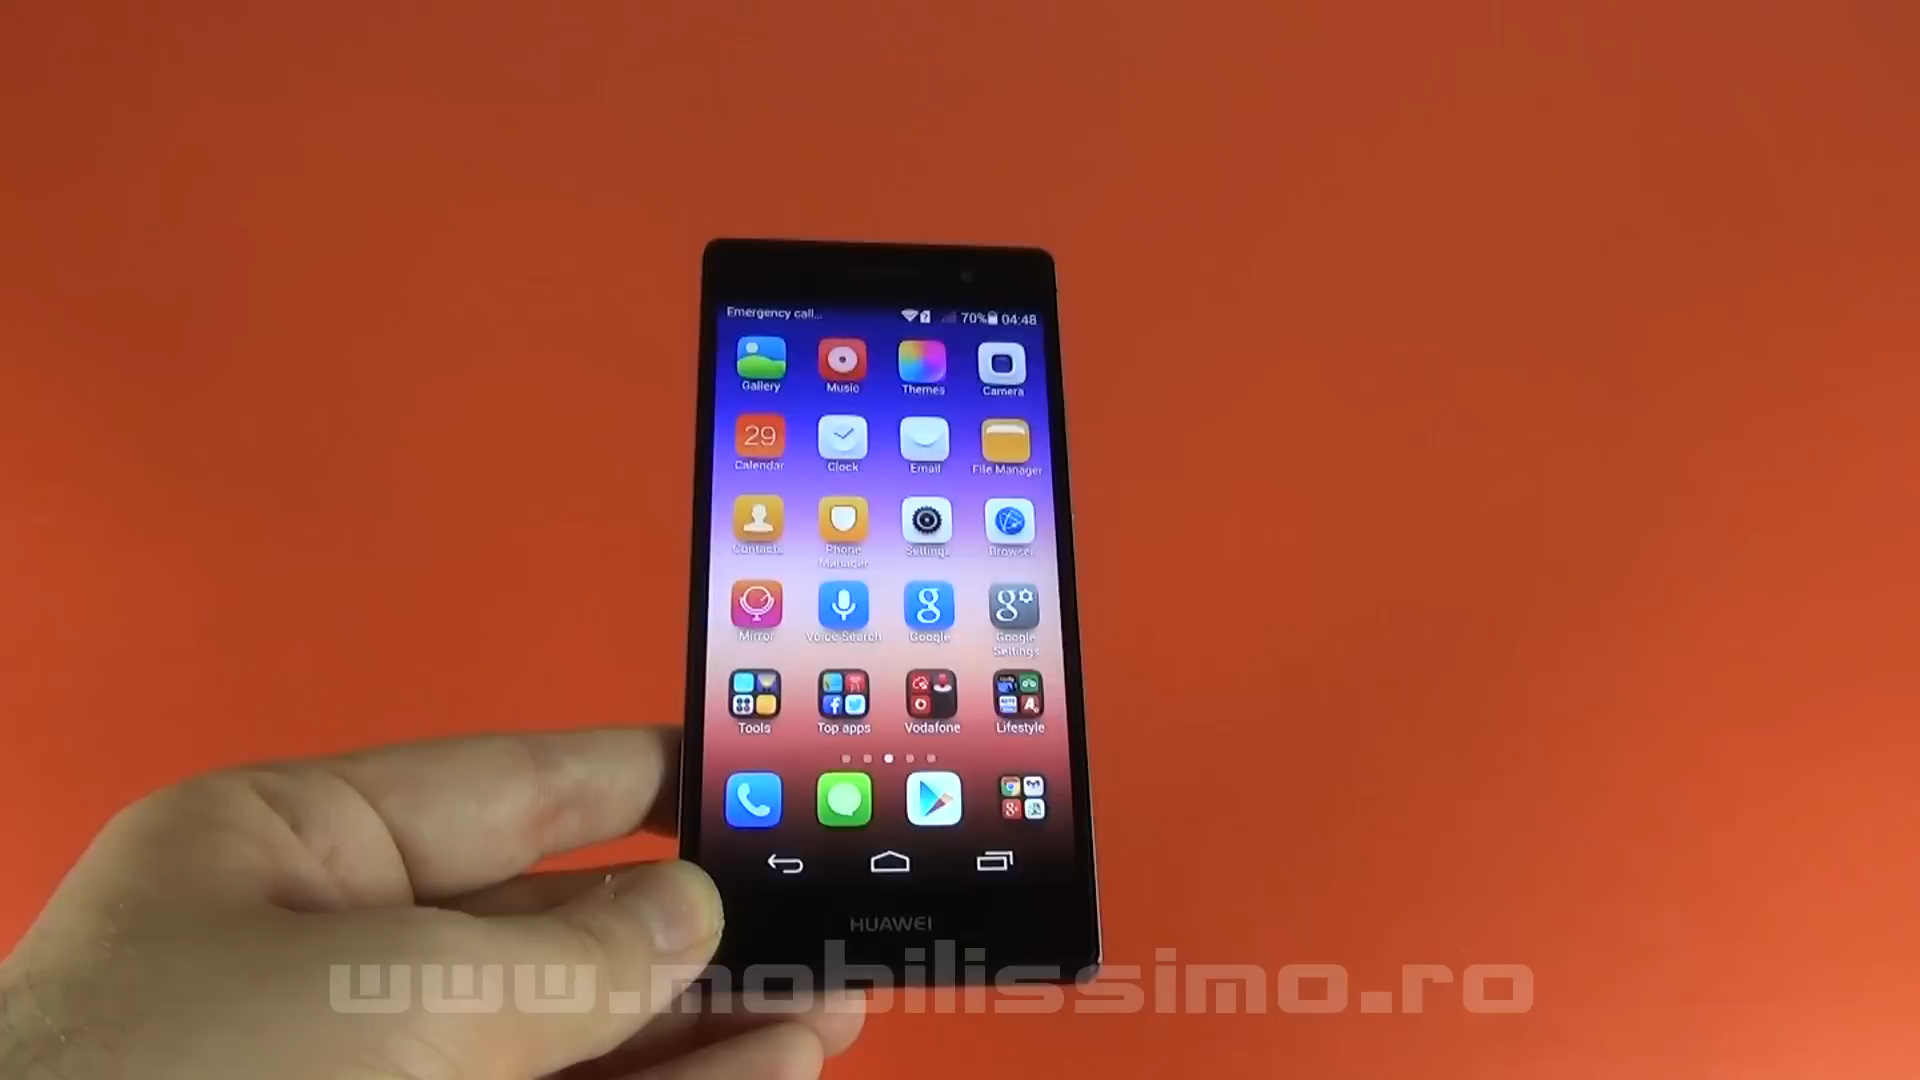 Emergency call...
70% 04:48
Gallery
Music
Themes
Camera
29
Calendar
Clock
Email
File Manager
Contacts
Phone
Manager
Settings
Browser
Mirror
Voice Search
Google
Google
Settings
Tools
Top apps
Vodafone
Lifestyle
HUAWEI
www.mobilissimo.ro